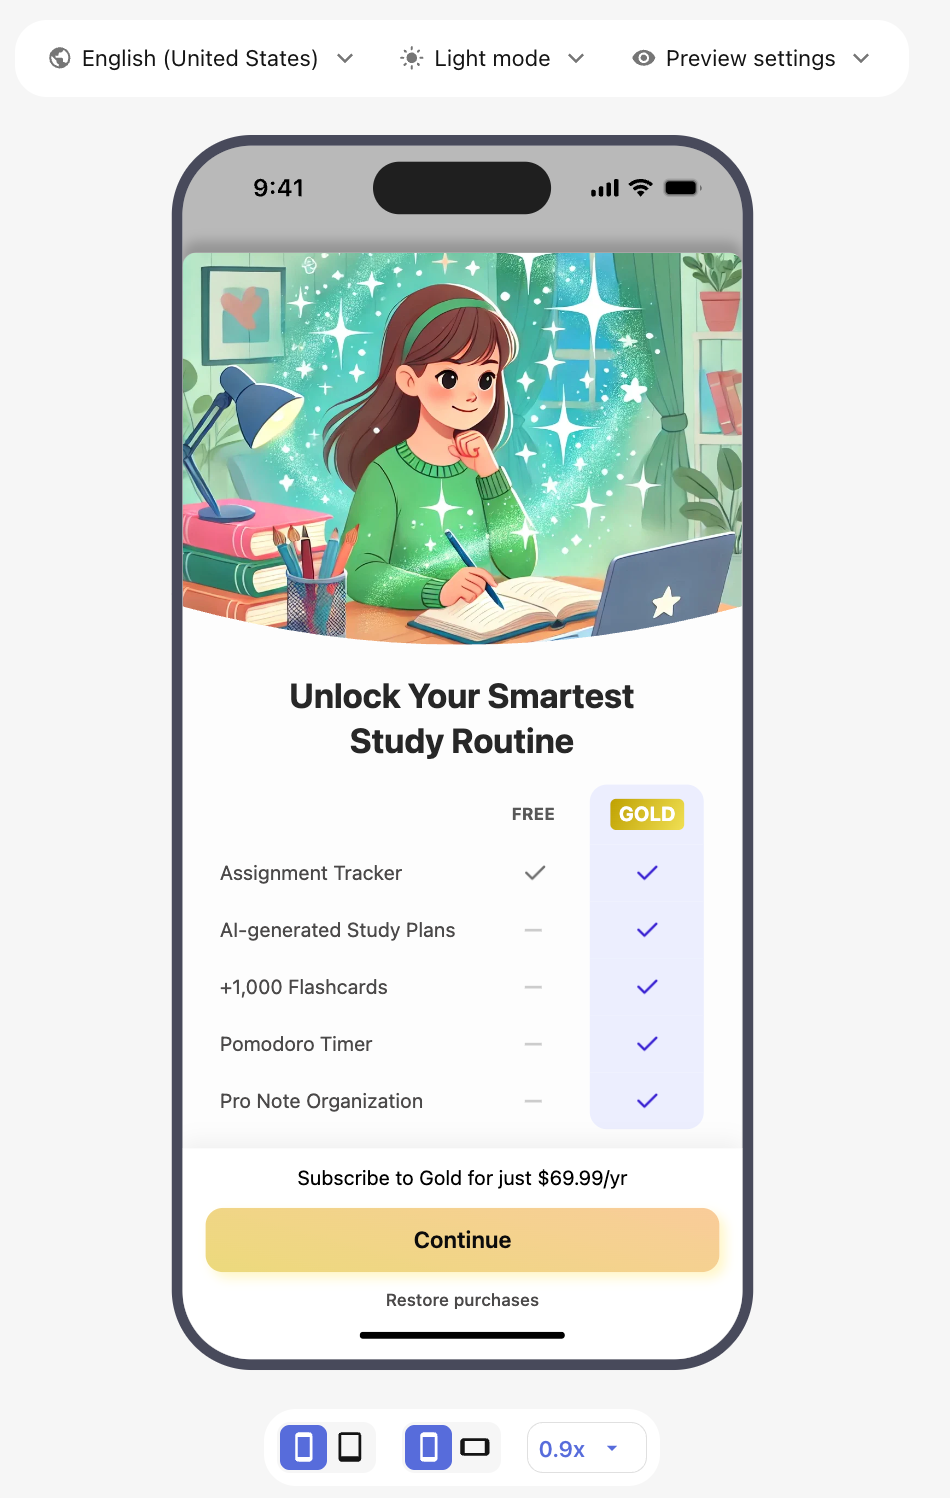 English (United States) Light mode Preview settings
9:41
Unlock Your Smartest
Study Routine
FREE GOLD
Assignment Tracker
AI-generated Study Plans
+1,000 Flashcards
Pomodoro Timer
Pro Note Organization
Subscribe to Gold for just $69.99/yr
Continue
Restore purchases
0.9x